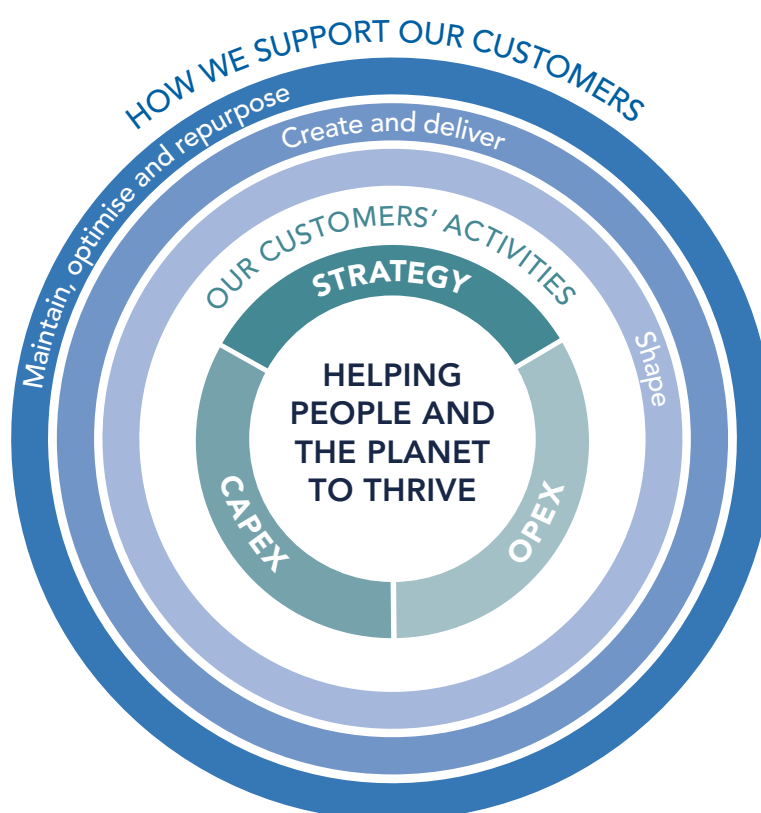 HOW WE SUPPORT OUR CUSTOMERS
Maintain, optimise and repurpose
Create and deliver
Shape
OUR CUSTOMERS' ACTIVITIES
STRATEGY
CAPEX
OPEX
HELPING
PEOPLE AND
THE PLANET
TO THRIVE